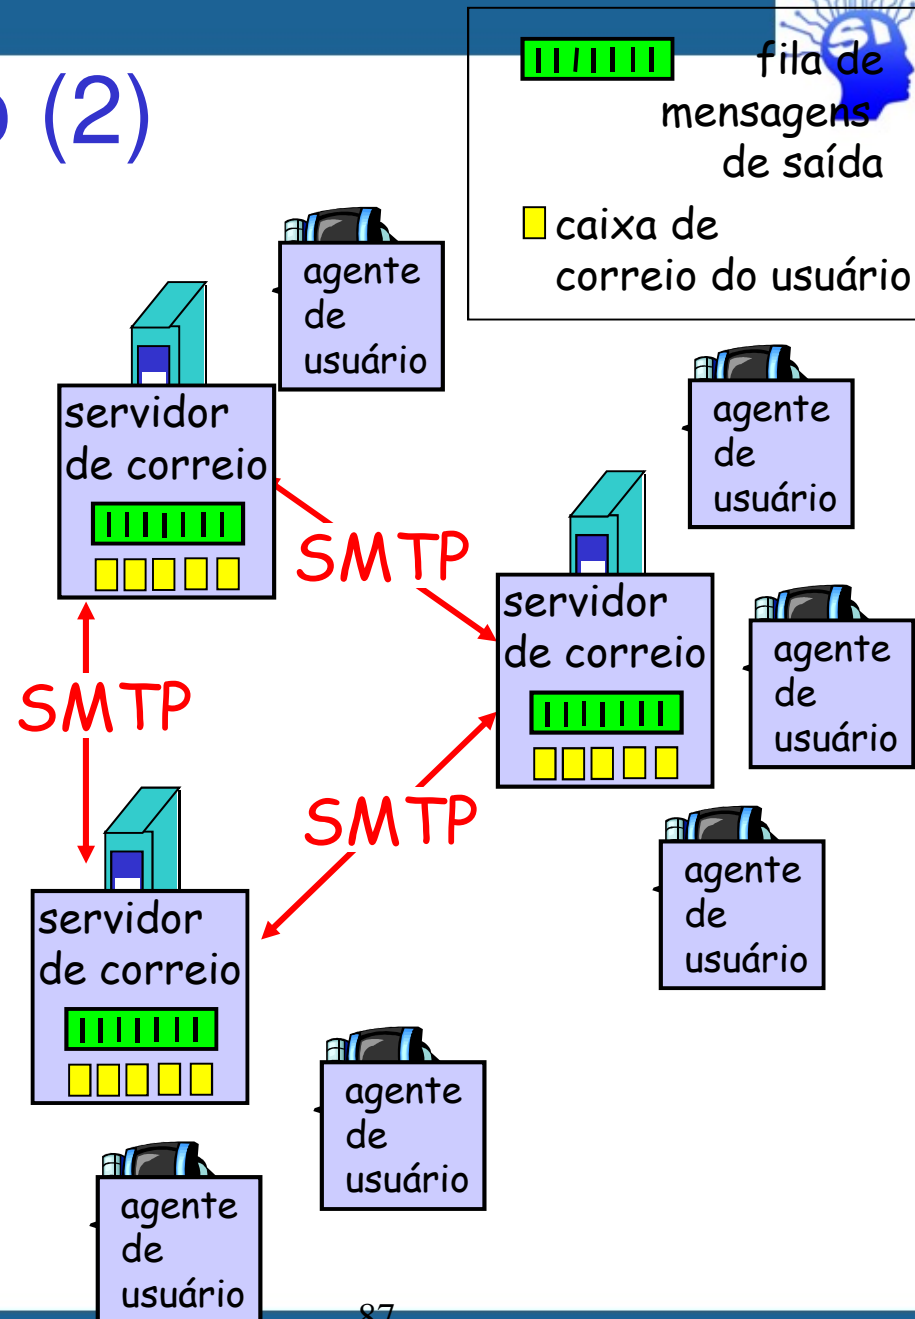 o (2)
fila de
mensagens
de saída
caixa de
correio do usuário
agente
de
usuário
servidor
de correio
SMTP
agente
de
usuário
servidor
de correio
agente
de
usuário
SMTP
SMTP
agente
de
usuário
servidor
de correio
agente
de
usuário
agente
de
usuário
87